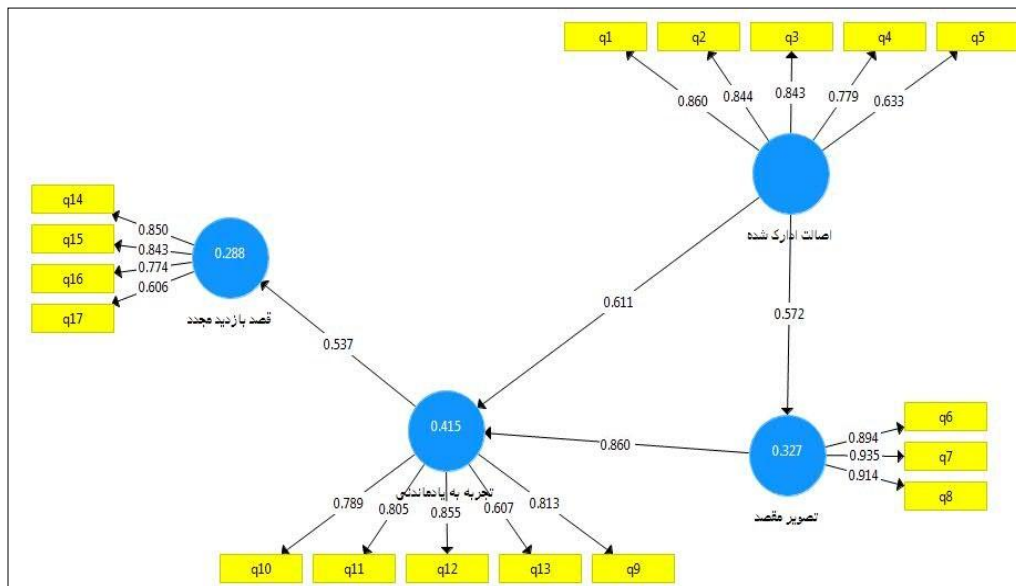 q1 q2 q3 q4 q5
0.860 0.844 0.843 0.779 0.633
اصالت ادارک شده
q14
q15
q16
q17
0.850
0.843
0.774
0.606
0.288
قصد بازدید مجدد
0.611
0.572
0.537
0.415
تجربه به یادماندنی
0.860
0.327
تصویر مقصد
0.894
0.935
0.914
q6
q7
q8
0.789 0.805 0.855 0.607 0.813
q10 q11 q12 q13 q9